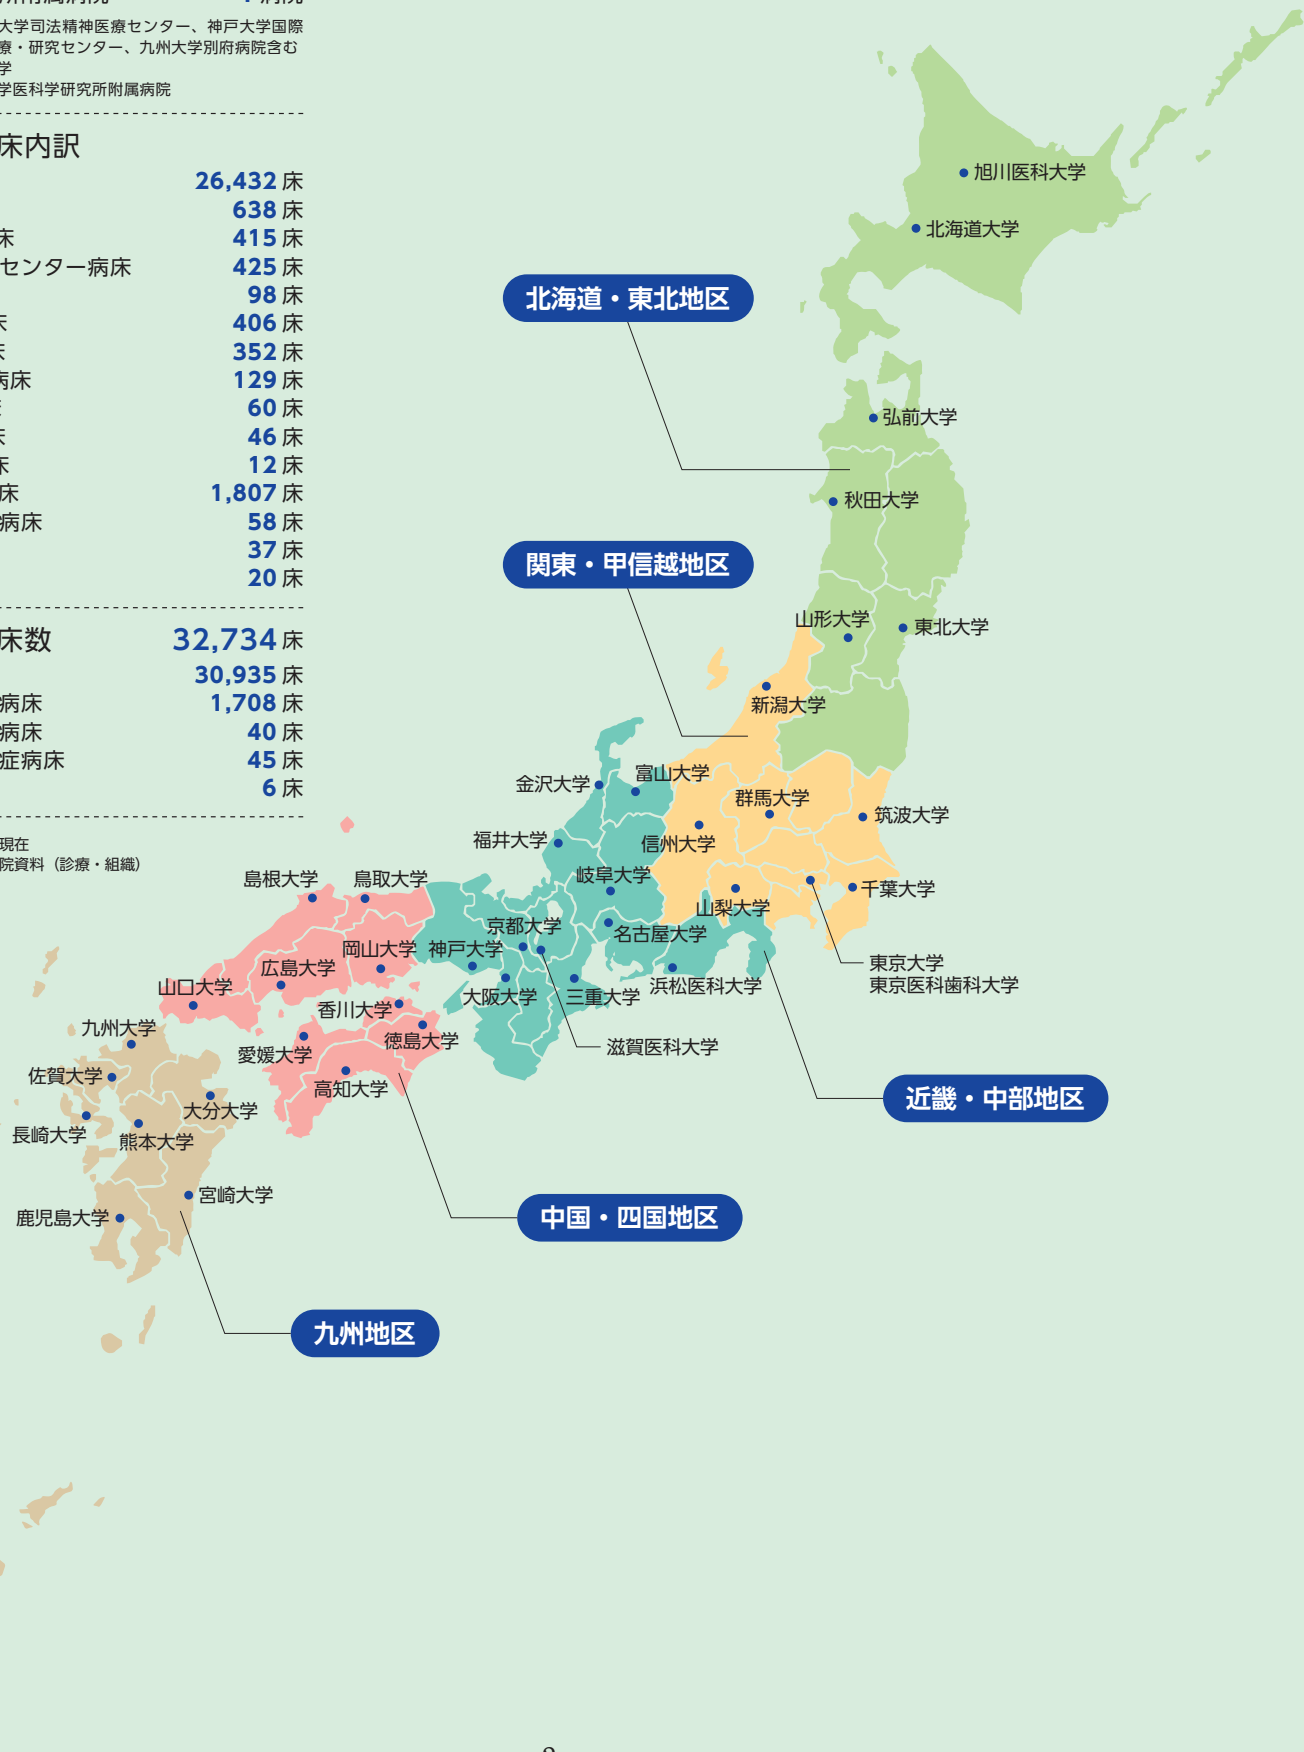 大学司法精神医療センター、神戸大学国際
療・研究センター、九州大学別府病院含む
学
学医科学研究所附属病院
床内訳
26,432 床
638 床
床 415 床
センター病床 425 床
98 床
床 406 床
床 352 床
病床 129 床
60 床
床 46 床
床 12 床
床 1,807 床
病床 58 床
37 床
20 床
床数 32,734 床
30,935 床
病床 1,708 床
病床 40 床
症病床 45 床
6 床
現在
院資料（診療・組織）
旭川医科大学
北海道大学
北海道・東北地区
弘前大学
秋田大学
関東・甲信越地区
山形大学
東北大学
新潟大学
富山大学
金沢大学
群馬大学
筑波大学
福井大学
信州大学
岐阜大学
島根大学
鳥取大学
千葉大学
山梨大学
京都大学
名古屋大学
岡山大学
神戸大学
東京大学
東京医科歯科大学
広島大学
山口大学
浜松医科大学
大阪大学
三重大学
香川大学
九州大学
徳島大学
滋賀医科大学
愛媛大学
佐賀大学
高知大学
近畿・中部地区
大分大学
長崎大学
熊本大学
宮崎大学
鹿児島大学
中国・四国地区
九州地区